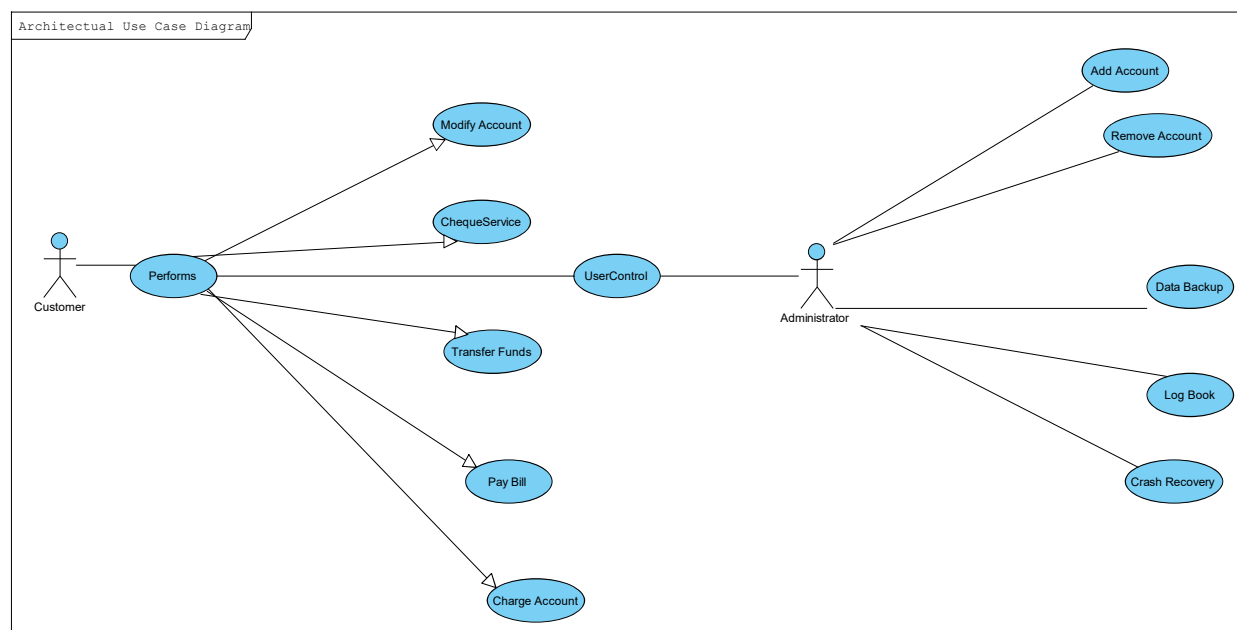 Architectual Use Case Diagram
Add Account
Modify Account
Remove Account
ChequeService
Performs
UserControl
Data Backup
Customer
Administrator
Transfer Funds
Log Book
Pay Bill
Crash Recovery
Charge Account